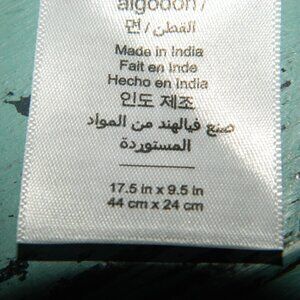 algodón /
면 / القطن
Made in India
Fait en Inde
Hecho en India
인도 제조
صنع فيالهند من المواد
المستوردة
17.5 in x 9.5 in
44 cm x 24 cm